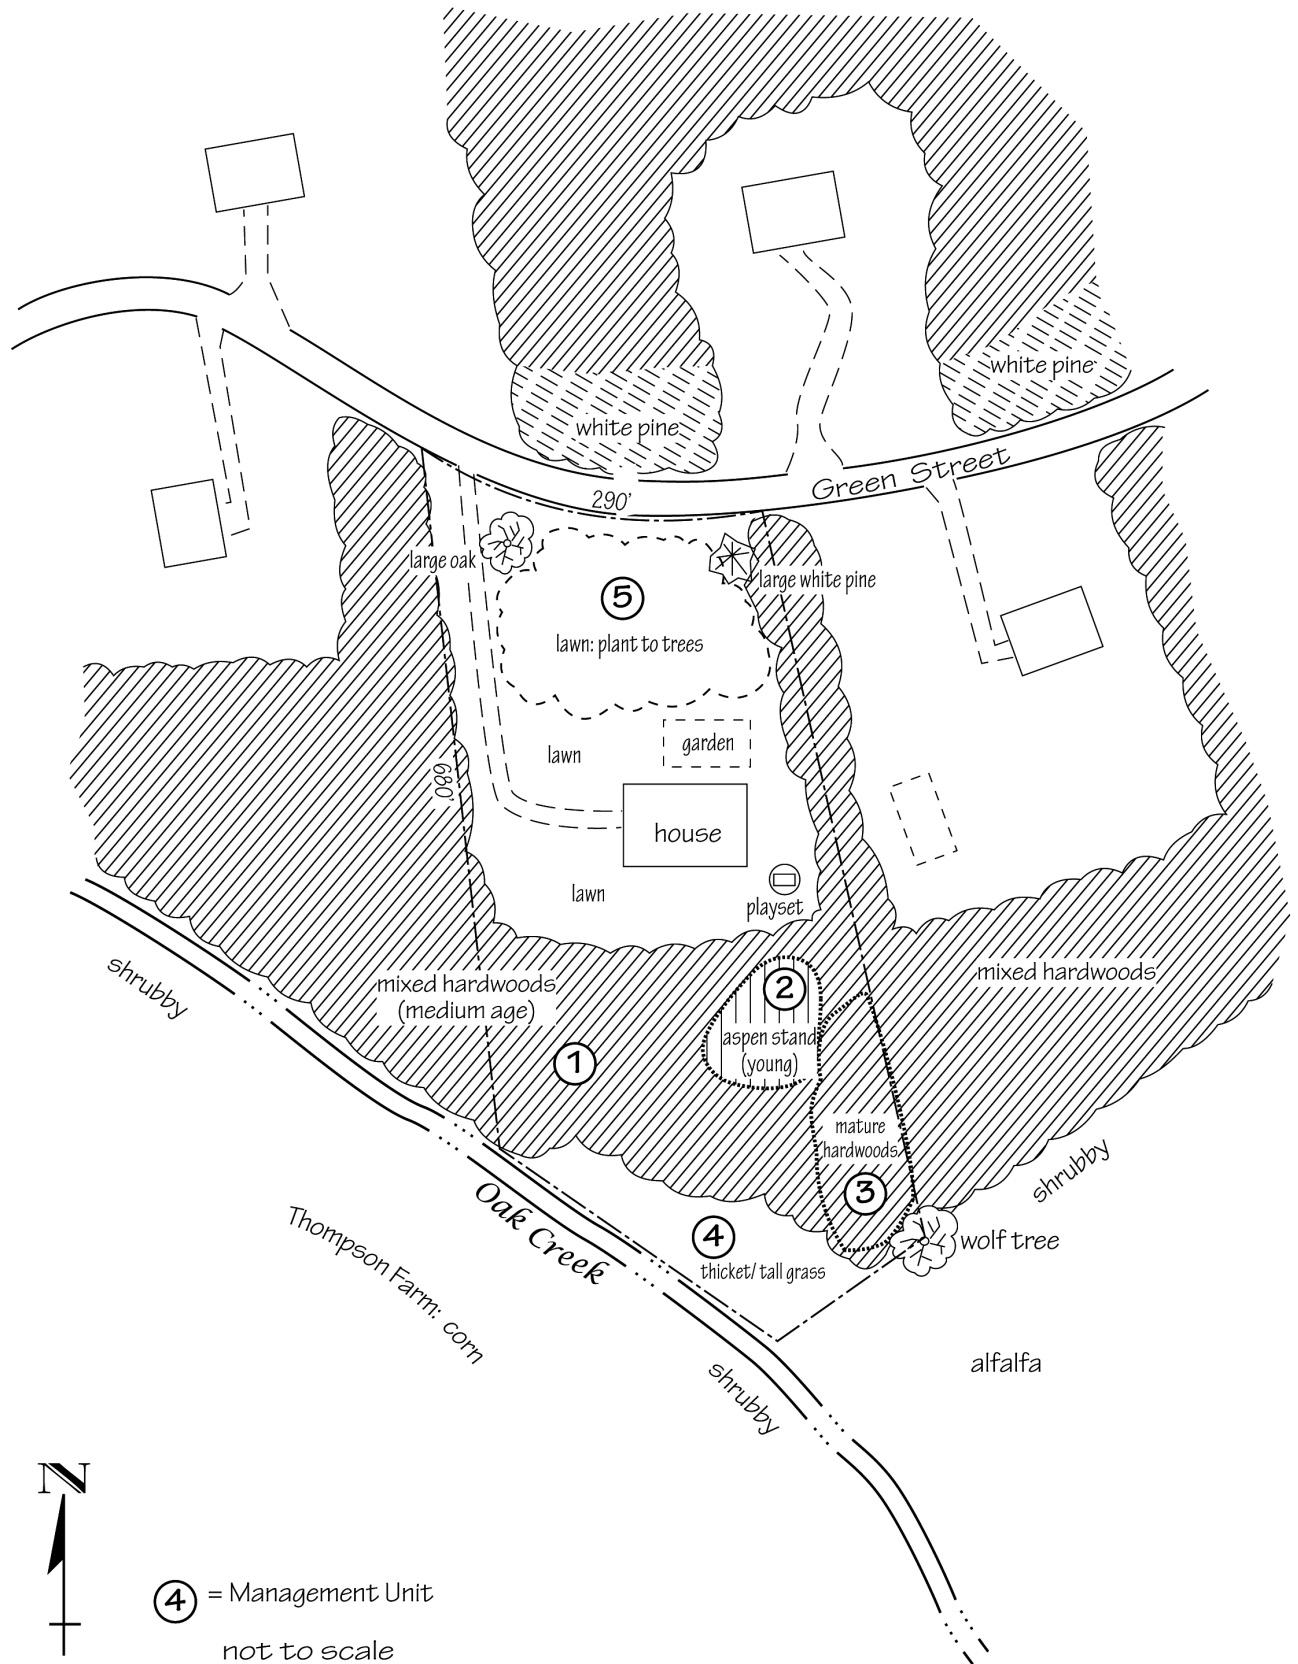 white pine
white pine
Green Street
290'
large oak
large white pine
5
lawn: plant to trees
garden
lawn
680'
house
lawn
playset
mixed hardwoods
(medium age)
2
mixed hardwoods
shrubby
aspen stand
(young)
1
mature
hardwoods
shrubby
3
Oak Creek
4
wolf tree
thicket/ tall grass
Thompson Farm: corn
alfalfa
shrubby
N
4 = Management Unit
not to scale